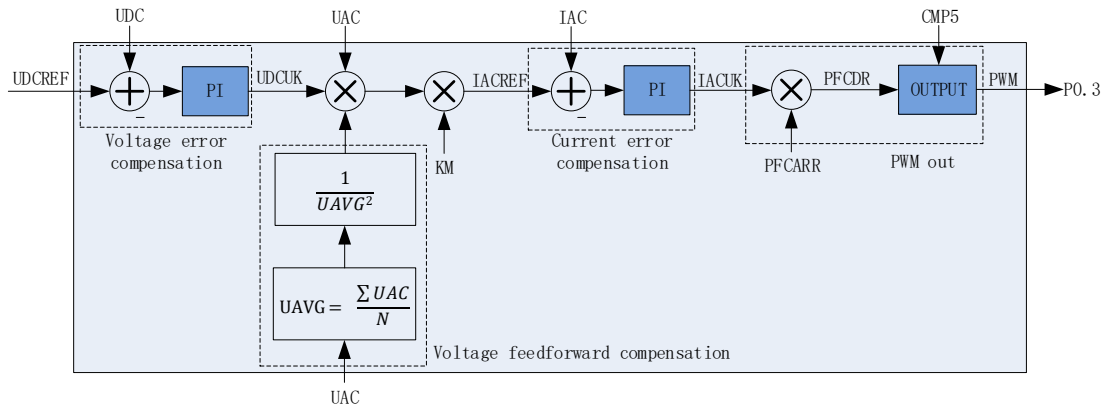 UDC
UAC
IAC
CMP5
UDCREF
PI
UDCUK
IACREF
PI
IACUK
PFCDR
OUTPUT
PWM
P0.3
Voltage error
compensation
KM
Current error
compensation
PFCARR
PWM out
1
UAVG²
UAVG = ∑ UAC
N
Voltage feedforward compensation
UAC